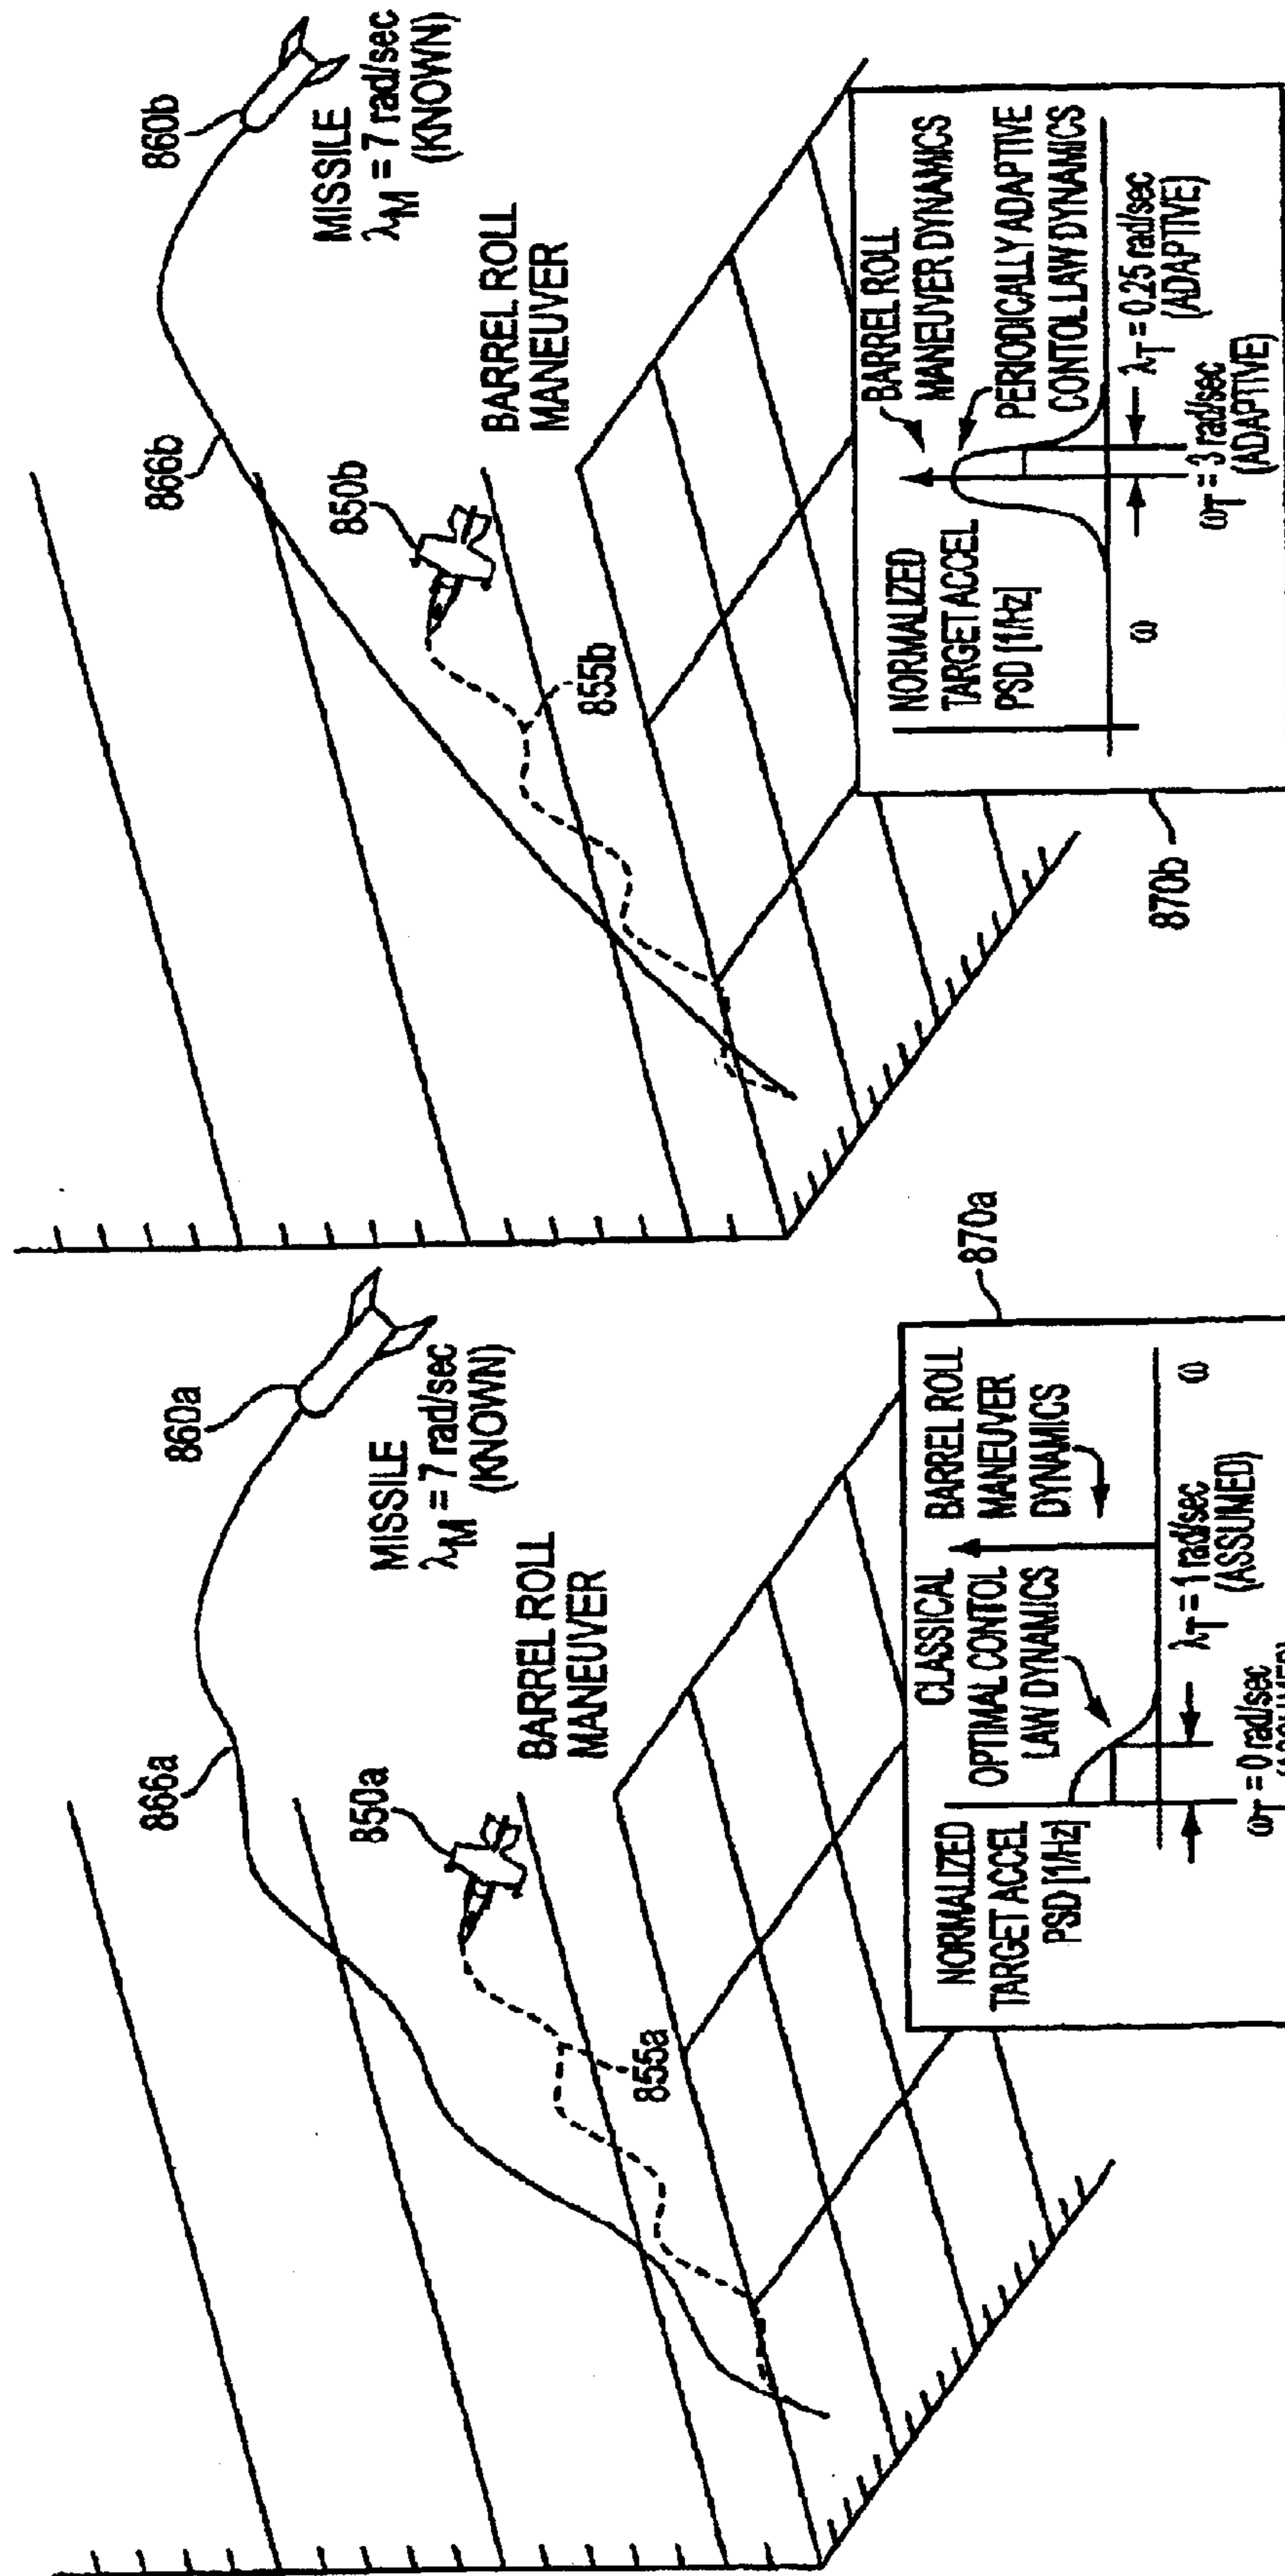 866a
860a
MISSILE
λM = 7 rad/sec
(KNOWN)
850a
BARREL ROLL
MANEUVER
855a
870a
NORMALIZED
TARGET ACCEL
PSD [1/Hz]
CLASSICAL
OPTIMAL CONTOL
LAW DYNAMICS
BARREL ROLL
MANEUVER
DYNAMICS
ω
λT = 1 rad/sec
(ASSUMED)
ωT = 0 rad/sec
866b
860b
MISSILE
λM = 7 rad/sec
(KNOWN)
850b
BARREL ROLL
MANEUVER
855b
870b
NORMALIZED
TARGET ACCEL
PSD [1/Hz]
BARREL ROLL
MANEUVER DYNAMICS
PERIODICALLY ADAPTIVE
CONTOL LAW DYNAMICS
ω
λT = 0.25 rad/sec
(ADAPTIVE)
ωT = 3 rad/sec
(ADAPTIVE)